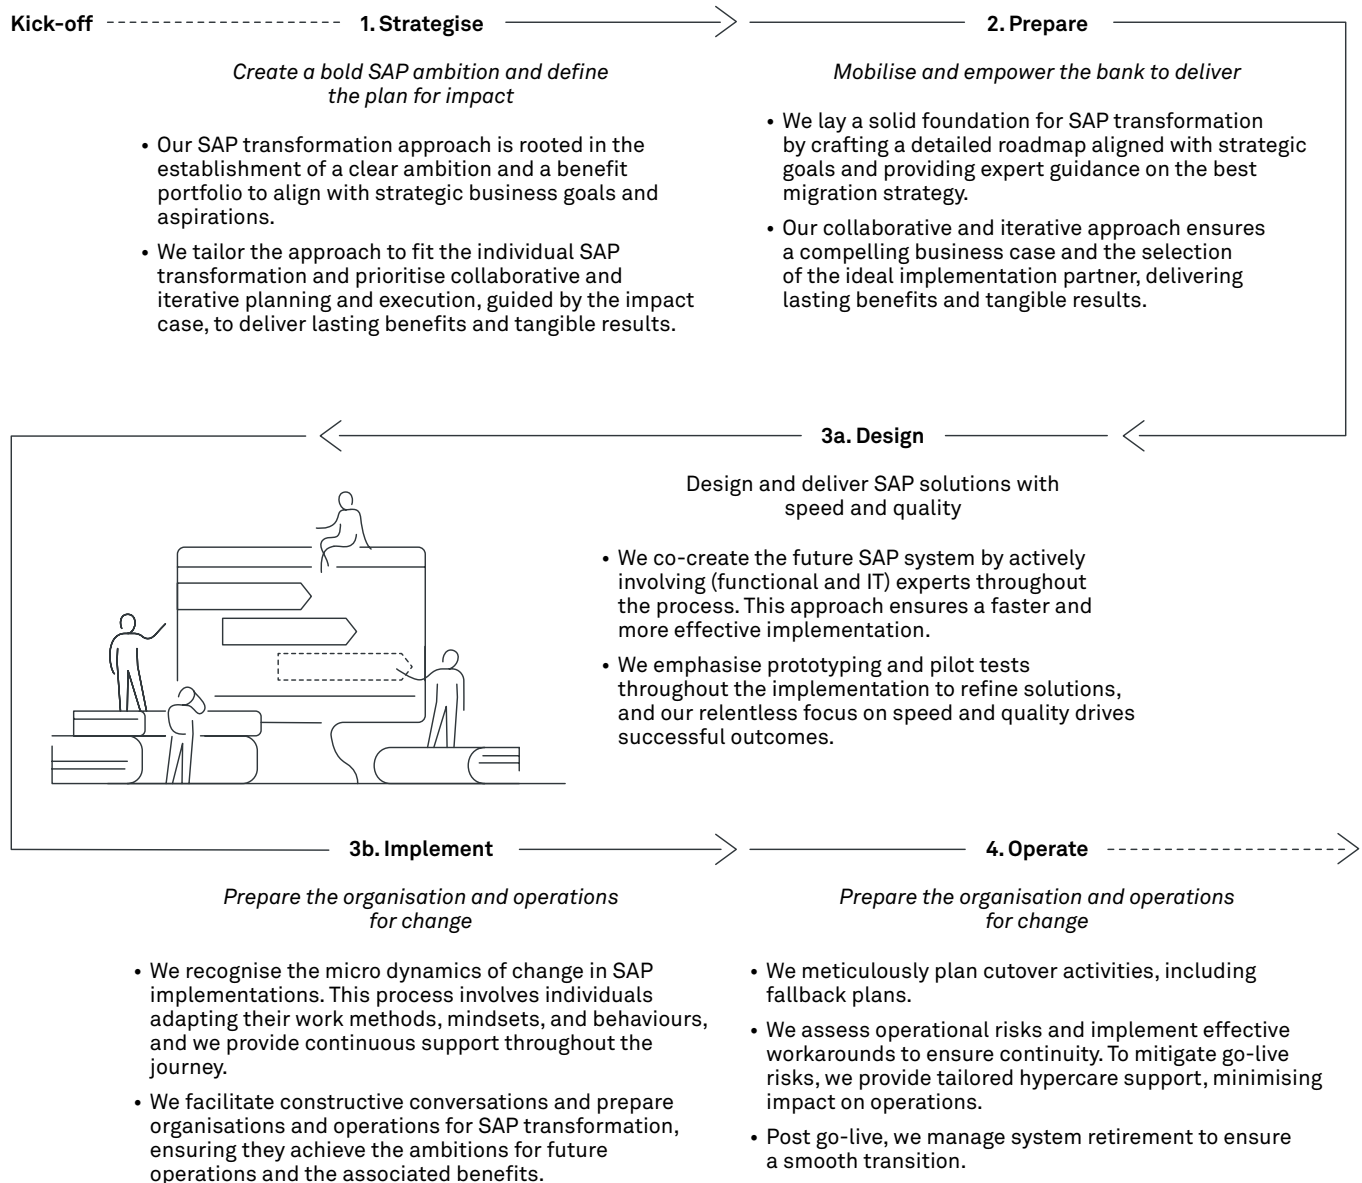 Kick-off
1. Strategise
2. Prepare
Create a bold SAP ambition and define
the plan for impact
• Our SAP transformation approach is rooted in the
establishment of a clear ambition and a benefit
portfolio to align with strategic business goals and
aspirations.
• We tailor the approach to fit the individual SAP
transformation and prioritise collaborative and
iterative planning and execution, guided by the impact
case, to deliver lasting benefits and tangible results.
Mobilise and empower the bank to deliver
• We lay a solid foundation for SAP transformation
by crafting a detailed roadmap aligned with strategic
goals and providing expert guidance on the best
migration strategy.
• Our collaborative and iterative approach ensures
a compelling business case and the selection
of the ideal implementation partner, delivering
lasting benefits and tangible results.
3a. Design
Design and deliver SAP solutions with
speed and quality
• We co-create the future SAP system by actively
involving (functional and IT) experts throughout
the process. This approach ensures a faster and
more effective implementation.
• We emphasise prototyping and pilot tests
throughout the implementation to refine solutions,
and our relentless focus on speed and quality drives
successful outcomes.
3b. Implement
Prepare the organisation and operations
for change
• We recognise the micro dynamics of change in SAP
implementations. This process involves individuals
adapting their work methods, mindsets, and behaviours,
and we provide continuous support throughout the
journey.
• We facilitate constructive conversations and prepare
organisations and operations for SAP transformation,
ensuring they achieve the ambitions for future
operations and the associated benefits.
4. Operate
Prepare the organisation and operations
for change
• We meticulously plan cutover activities, including
fallback plans.
• We assess operational risks and implement effective
workarounds to ensure continuity. To mitigate go-live
risks, we provide tailored hypercare support, minimising
impact on operations.
• Post go-live, we manage system retirement to ensure
a smooth transition.